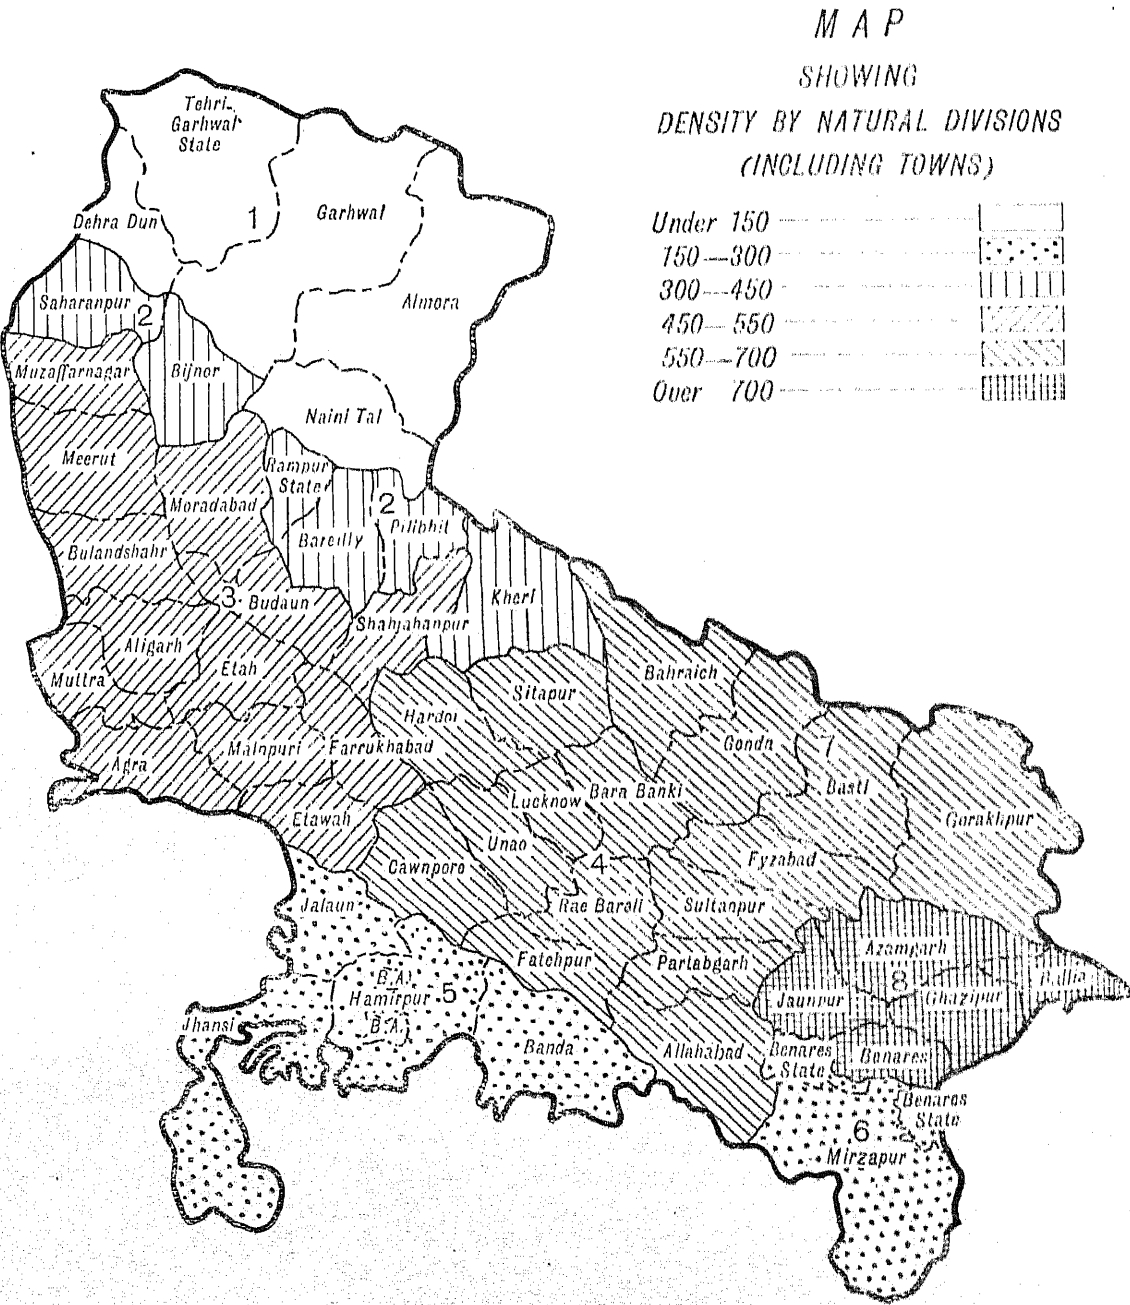 MAP
SHOWING
DENSITY BY NATURAL DIVISIONS
(INCLUDING TOWNS)
Under 150
150—300
300—450
450—550
550—700
Over 700
Tehri-
Garhwal
State
Dehra Dun
1
Garhwal
Almora
Saharanpur
2
Muzaffarnagar
Bijnor
Naini Tal
Meerut
Rampur
State
Moradabad
2
Pilibhit
Bareilly
Bulandshahr
3
Budaun
Kheri
Shahjahanpur
Aligarh
Etah
Muttra
Bahraich
Sitapur
Hardoi
Mainpuri
Farrukhabad
Gonda
7
Agra
Basti
Bara Banki
Lucknow
Etawah
Gorakhpur
Unao
4
Fyzabad
Cawnpore
Jalaun
Rae Bareli
Sultanpur
Azamgarh
Fatehpur
Partabgarh
B.A.
Hamirpur
5
B.A.
8
Jaunpur
Ghazipur
Ballia
Jhansi
Banda
Allahabad
Benares
State
Benares
Benares
State
6
Mirzapur